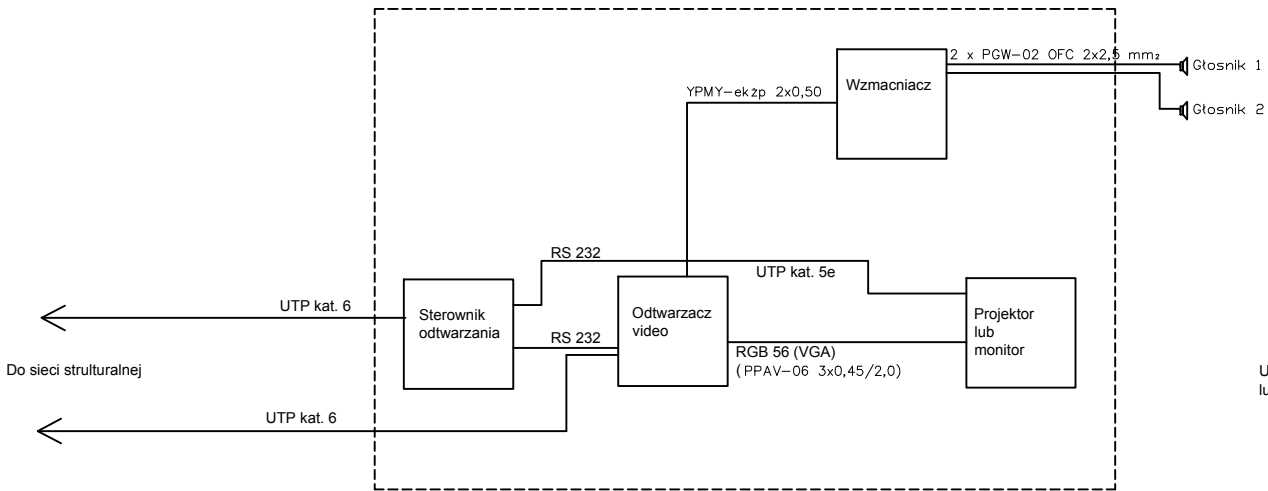 2 x PGW-02 OFC 2x2,5 mm₂
Głosnik 1
Wzmacniacz
YPMY-ekżp 2x0,50
Głosnik 2
RS 232
UTP kat. 5e
UTP kat. 6
Sterownik
odtwarzania
Odtwarzacz
video
Projektor
lub
monitor
RS 232
RGB 56 (VGA)
(PPAV-06 3x0,45/2,0)
Do sieci strulturalnej
U
lu
UTP kat. 6